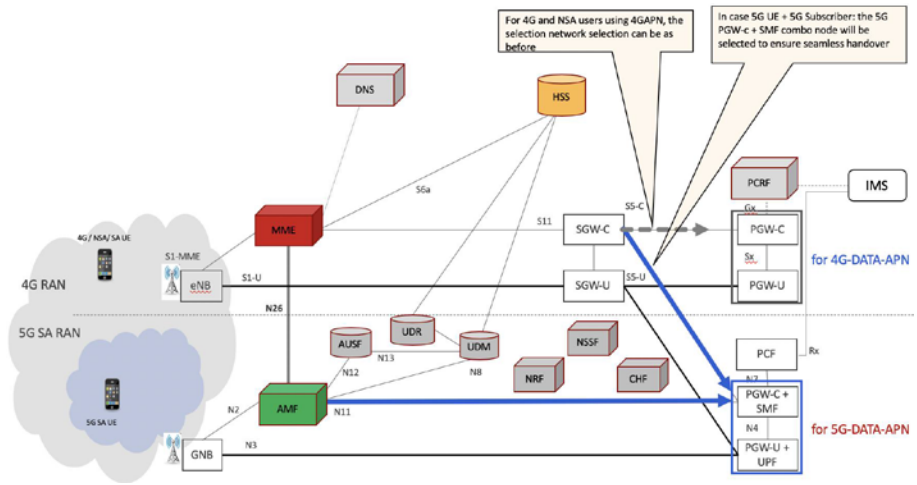 For 4G and NSA users using 4GAPN, the
selection network selection can be as
before
In case 5G UE + 5G Subscriber: the 5G
PGW-c + SMF combo node will be
selected to ensure seamless handover
DNS
HSS
PCRF
IMS
S6a
S5-C
Gx
MME
S11
SGW-C
PGW-C
4G / NSA/ SA UE
S1-MME
Sx
for 4G-DATA-APN
4G RAN
eNB
S1-U
SGW-U
S5-U
PGW-U
N26
5G SA RAN
UDR
AUSF
UDM
NSSF
PCF
Rx
N13
N12
N8
NRF
CHF
N7
5G SA UE
N2
AMF
N11
PGW-C +
SMF
N4
for 5G-DATA-APN
GNB
N3
PGW-U +
UPF